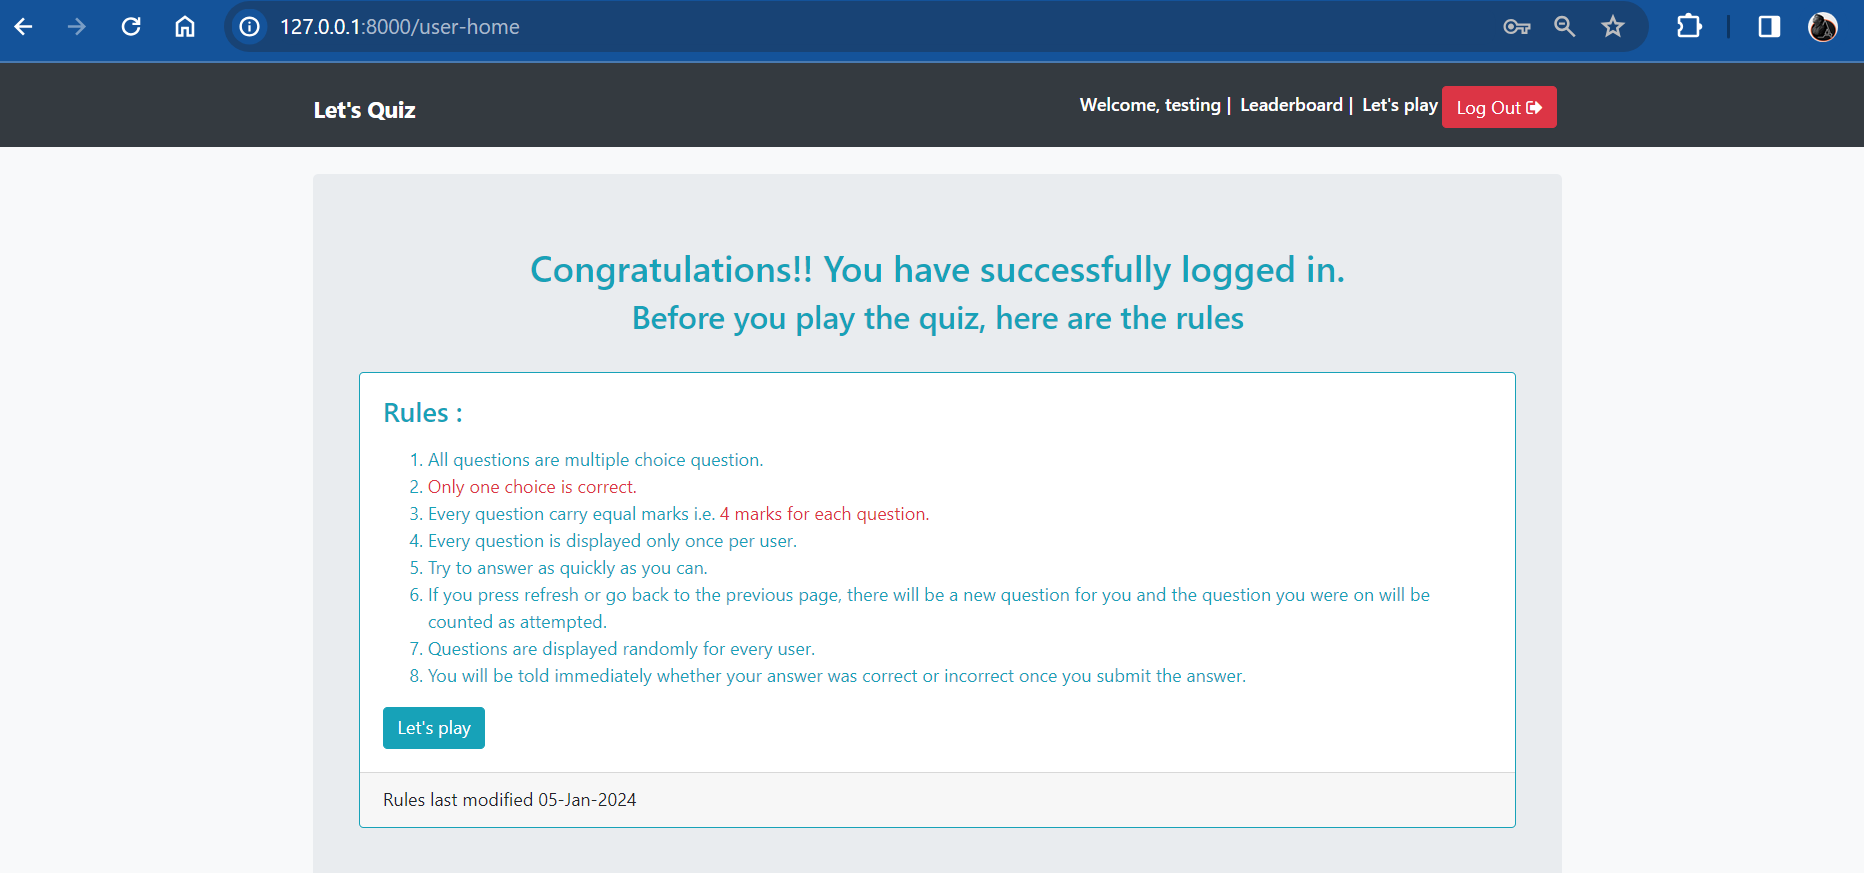 127.0.0.1:8000/user-home
Let's Quiz
Welcome, testing | Leaderboard | Let's play Log Out
Congratulations!! You have successfully logged in.
Before you play the quiz, here are the rules
Rules :
1. All questions are multiple choice question.
2. Only one choice is correct.
3. Every question carry equal marks i.e. 4 marks for each question.
4. Every question is displayed only once per user.
5. Try to answer as quickly as you can.
6. If you press refresh or go back to the previous page, there will be a new question for you and the question you were on will be
counted as attempted.
7. Questions are displayed randomly for every user.
8. You will be told immediately whether your answer was correct or incorrect once you submit the answer.
Let's play
Rules last modified 05-Jan-2024